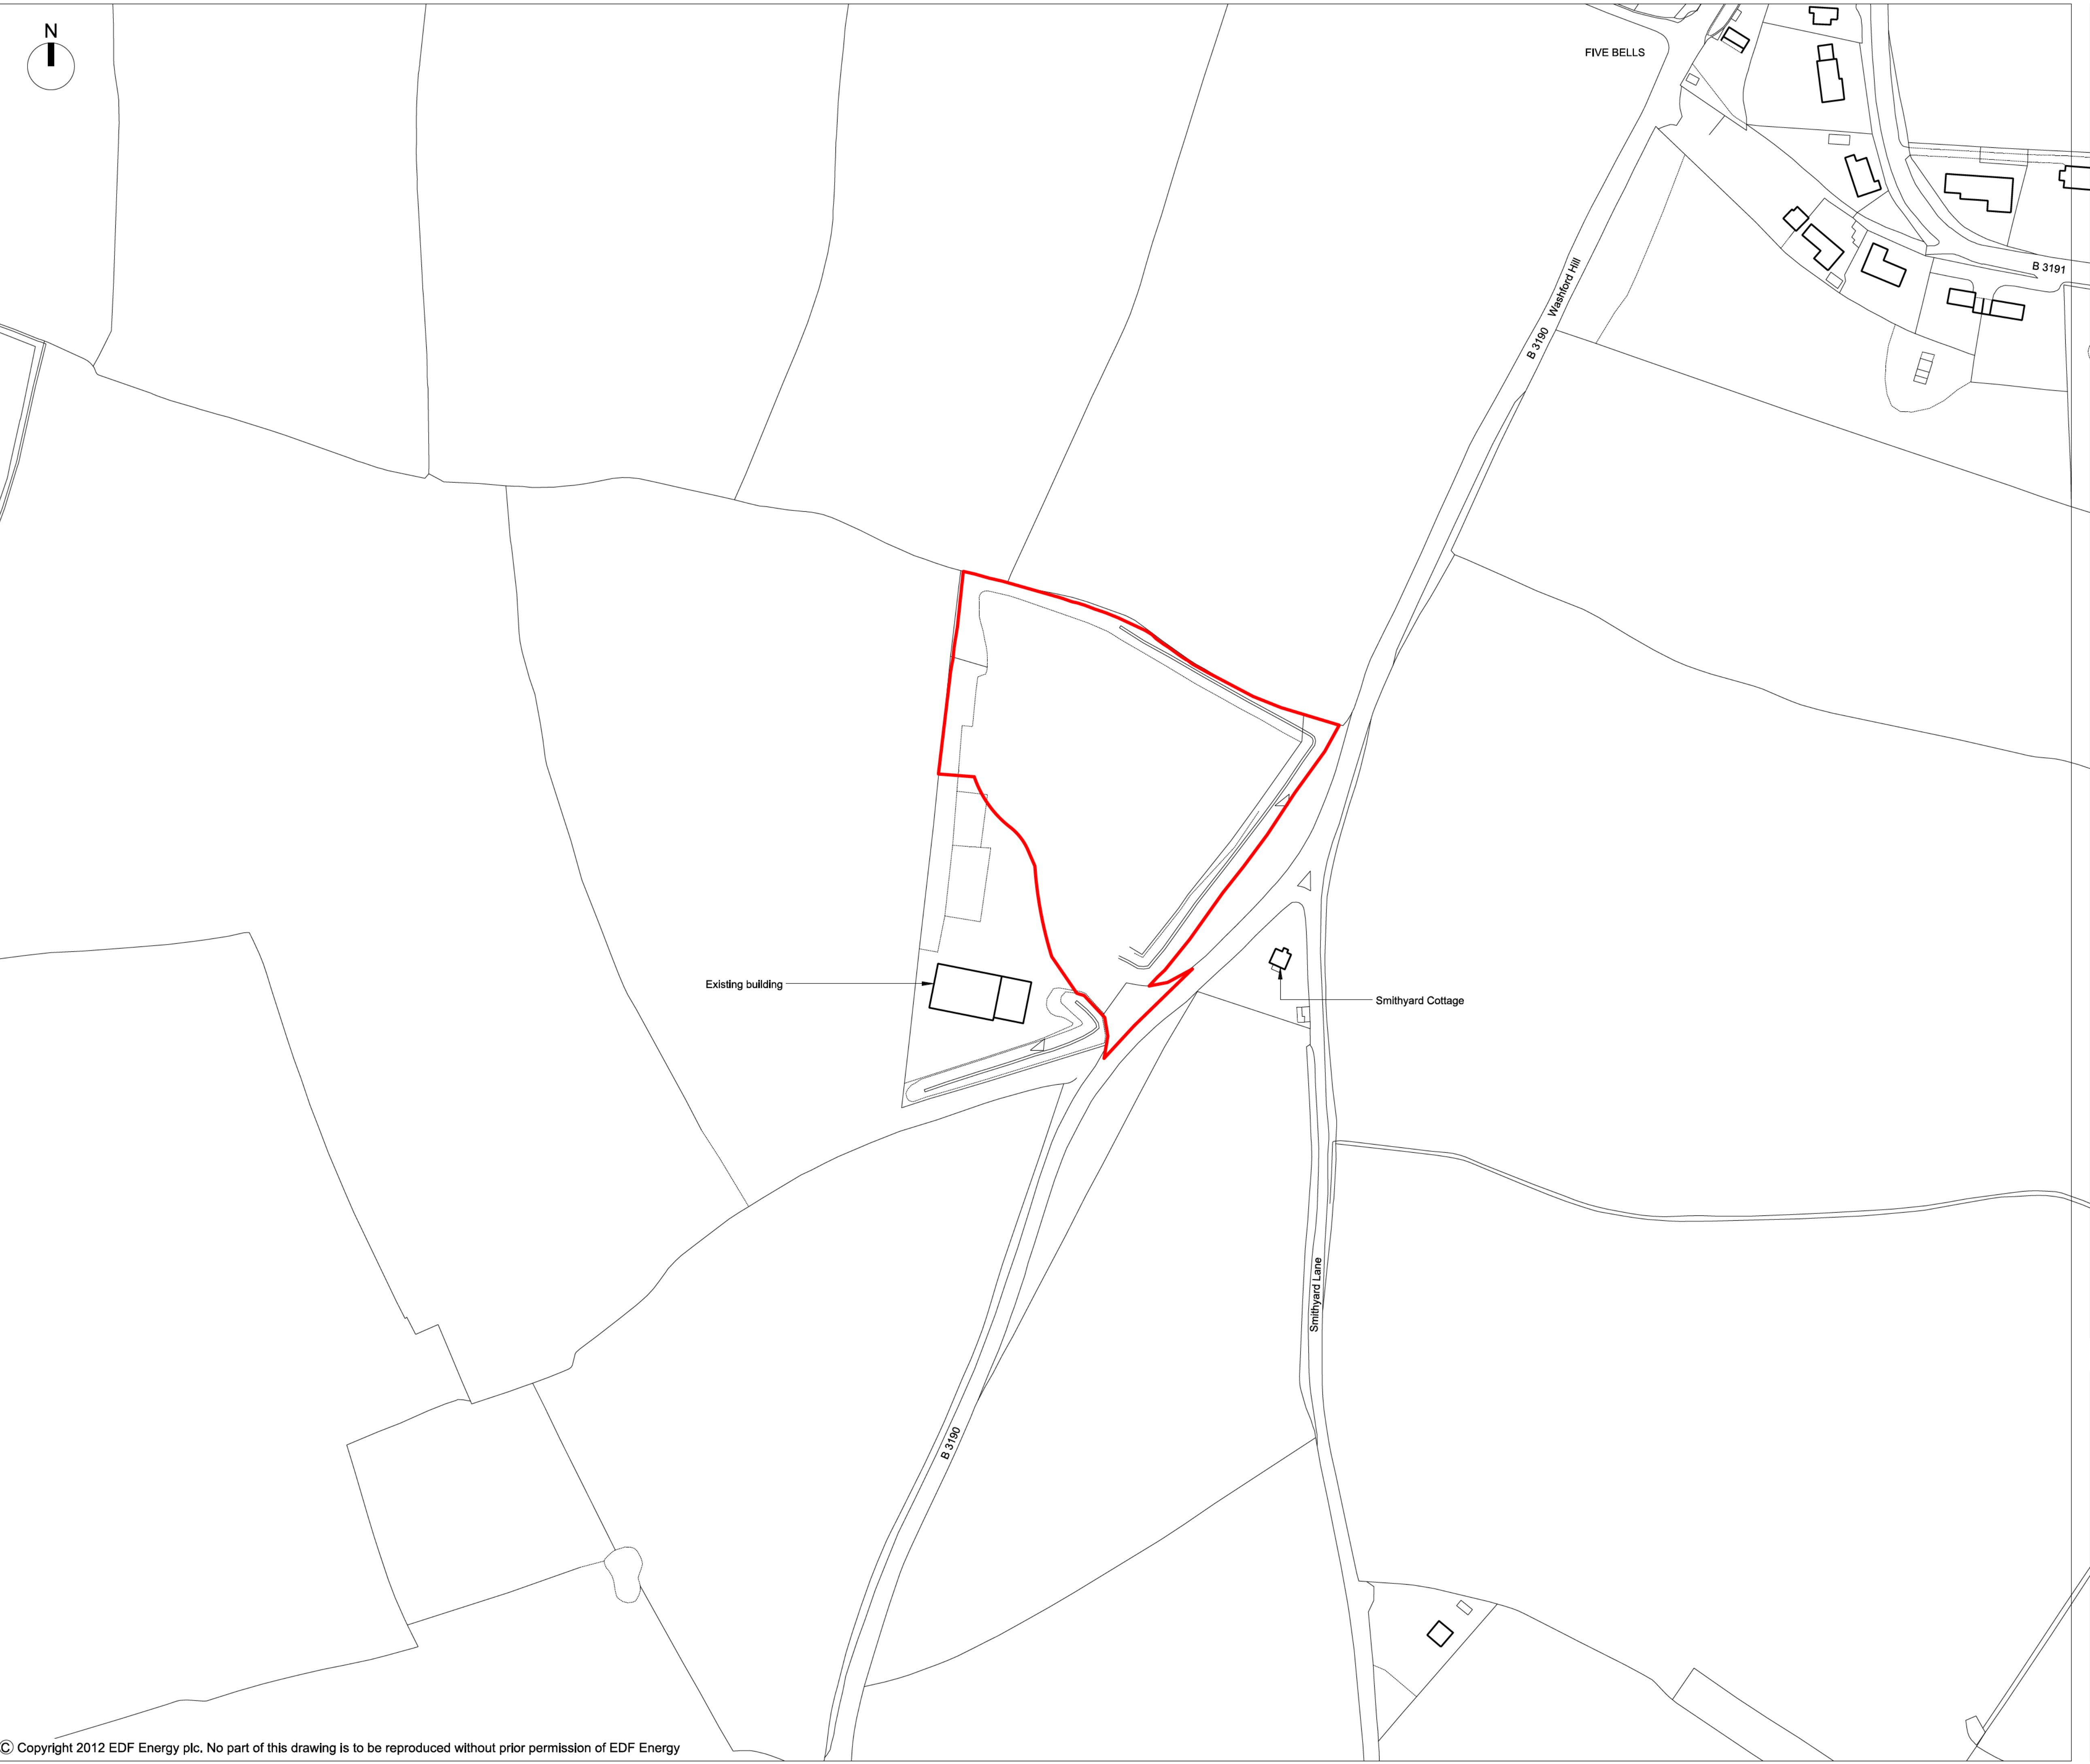 N
FIVE BELLS
B 3191
B 3190 Washford Hill
Existing building
Smithyard Cottage
Smithyard Lane
B 3190
© Copyright 2012 EDF Energy plc. No part of this drawing is to be reproduced without prior permission of EDF Energy